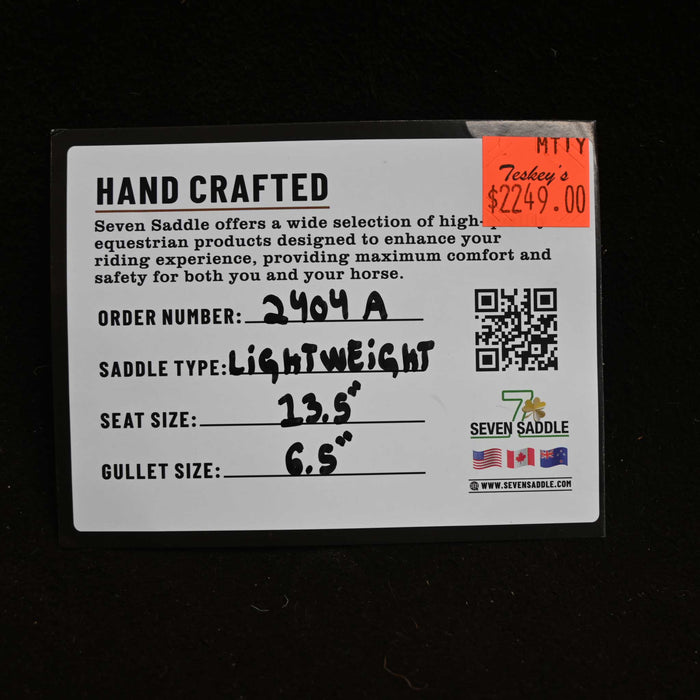 MTTY
Teskey's
$2249.00
HAND CRAFTED
Seven Saddle offers a wide selection of high-
equestrian products designed to enhance your
riding experience, providing maximum comfort and
safety for both you and your horse.
ORDER NUMBER: 2404 A
SADDLE TYPE: LIGHTWEIGHT
SEAT SIZE: 13.5"
GULLET SIZE: 6.5"
7
SEVEN SADDLE
WWW.SEVENSADDLE.COM